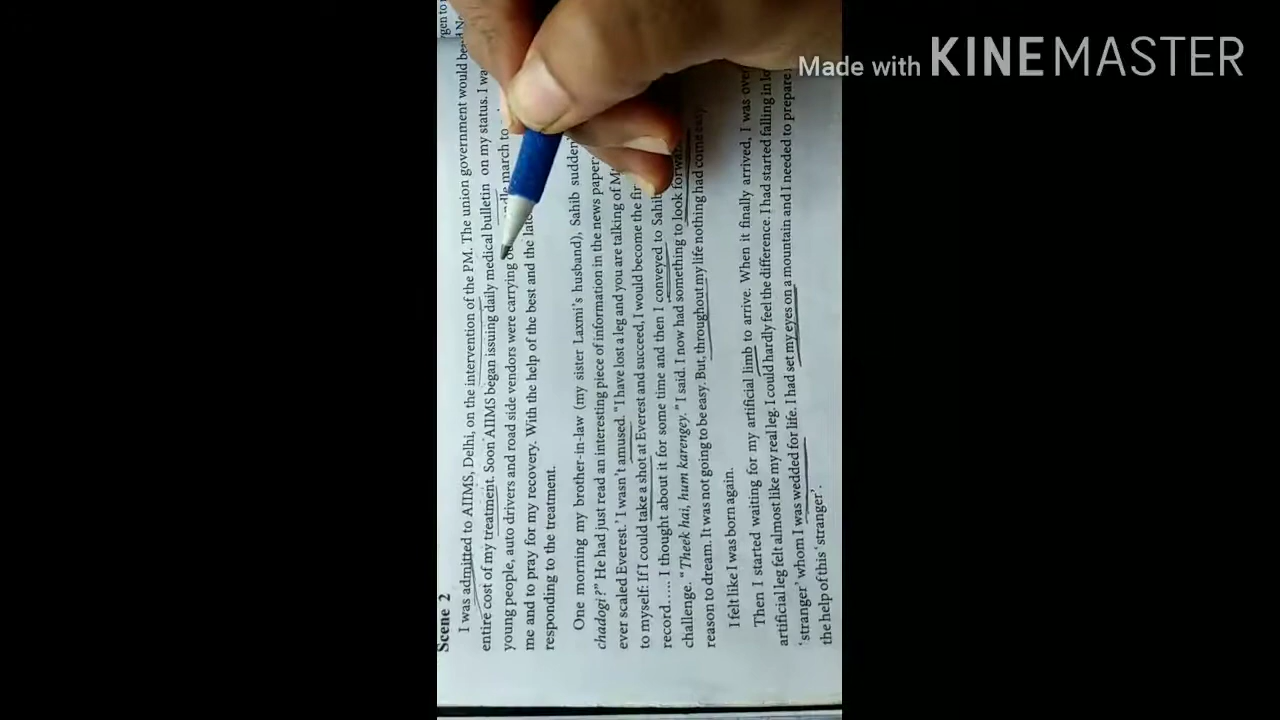 Made with KINEMASTER
gen to
Scene 2
I was admitted to AIIMS, Delhi, on the intervention of the PM. The union government would
entire cost of my treatment. Soon AIIMS began issuing daily medical bulletin on my status. I
young people, auto drivers and road side vendors were carrying march to
me and to pray for my recovery. With the help of the best and the
responding to the treatment.
One morning my brother-in-law (my sister Laxmi's husband), Sahib
chadogi?" He had just read an interesting piece of information in the news
ever scaled Everest.' I wasn't amused. "I have lost a leg and you are talking of
to myself: If I could take a shot at Everest and succeed, I would become the
record..... I thought about it for some time and then I conveyed to
challenge. "Theek hai, hum karengey." I said. I now had something to look
reason to dream. It was not going to be easy. But, throughout my life nothing had come
I felt like I was born again.
Then I started waiting for my artificial limb to arrive. When it finally arrived, I was
artificial leg felt almost like my real leg. I could hardly feel the difference. I had started falling in
'stranger' whom I was wedded for life. I had set my eyes on a mountain and I needed to prepare
the help of this 'stranger'.